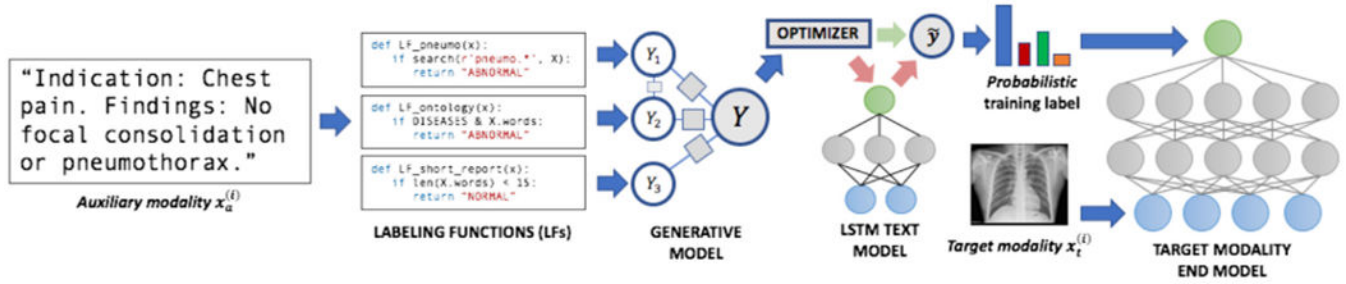 “Indication: Chest
pain. Findings: No
focal consolidation
or pneumothorax.”
Auxiliary modality x_a^(i)
def LF_pneumo(x):
if search(r'pneumo.*', X):
return "ABNORMAL"
def LF_ontology(x):
if DISEASES & X.words:
return "ABNORMAL"
def LF_short_report(x):
if len(X.words) < 15:
return "NORMAL"
LABELING FUNCTIONS (LFs)
Y₁
Y₂
Y₃
Y
GENERATIVE
MODEL
OPTIMIZER
ỹ
LSTM TEXT
MODEL
Probabilistic
training label
Target modality x_t^(i)
TARGET MODALITY
END MODEL